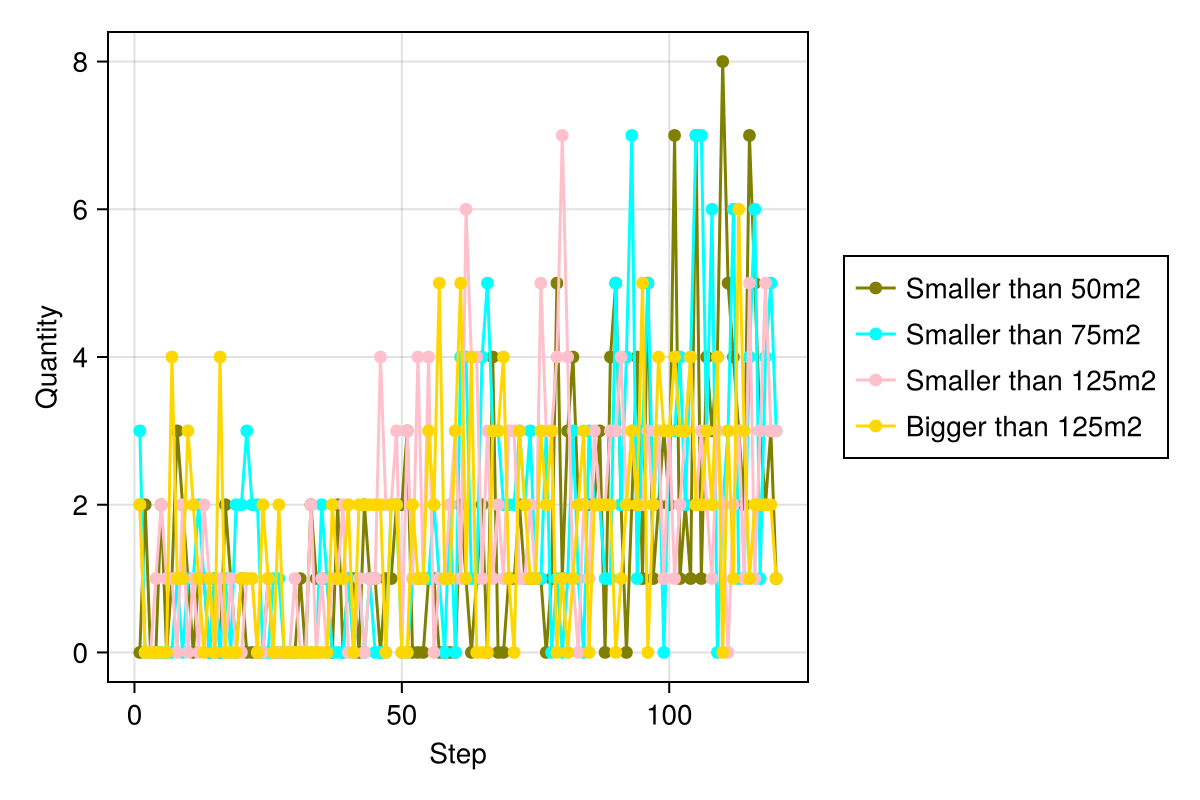 8
6
4
2
0
Quantity
0 50 100
Step
Smaller than 50m2
Smaller than 75m2
Smaller than 125m2
Bigger than 125m2